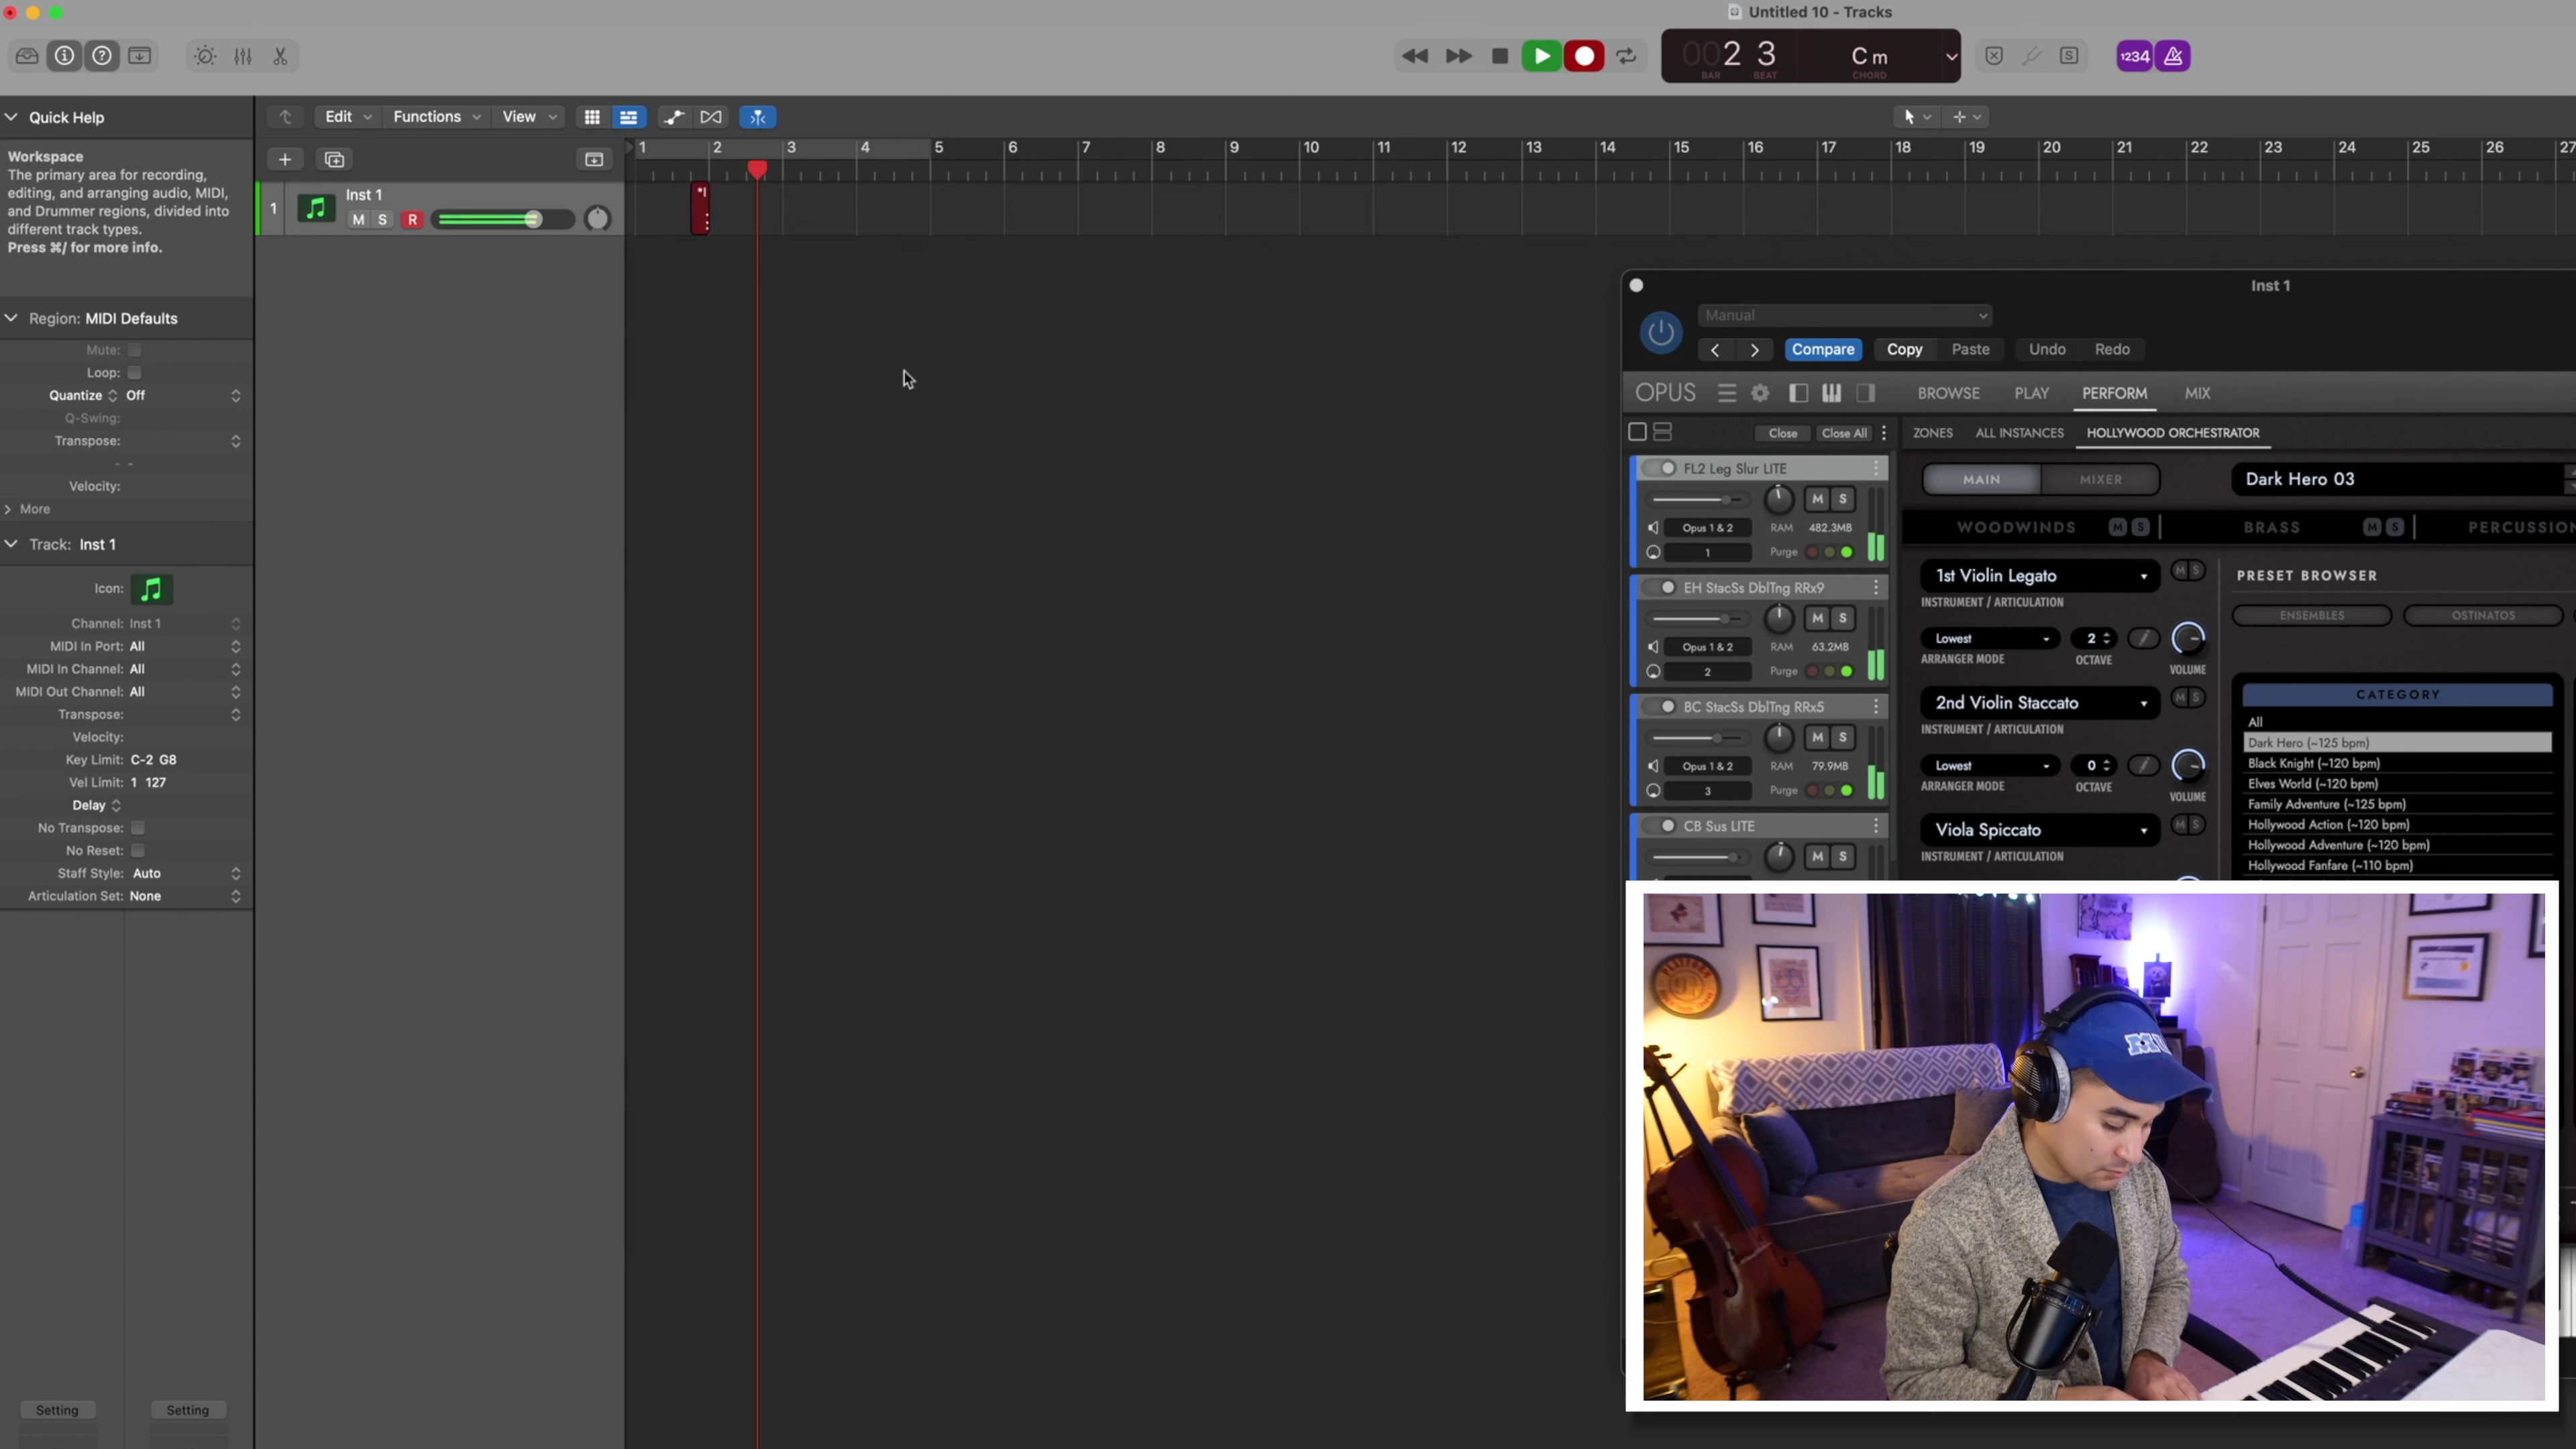 Untitled 10 - Tracks
002 3
BAR BEAT
Cm
CHORD
S
1234
Quick Help
Edit Functions View
Workspace
The primary area for recording,
editing, and arranging audio, MIDI,
and Drummer regions, divided into
different track types.
Press ⌘/ for more info.
1 2 3 4 5 6 7 8 9 10 11 12 13 14 15 16 17 18 19 20 21 22 23 24 25 26 27
1
Inst 1
M S R
Region: MIDI Defaults
Mute:
Loop:
Quantize Off
Q-Swing:
Transpose:
Velocity:
More
Track: Inst 1
Icon:
Channel: Inst 1
MIDI In Port: All
MIDI In Channel: All
MIDI Out Channel: All
Transpose:
Velocity:
Key Limit: C-2 G8
Vel Limit: 1 127
Delay
No Transpose:
No Reset:
Staff Style: Auto
Articulation Set: None
Setting Setting
Inst 1
Manual
Compare Copy Paste Undo Redo
OPUS
BROWSE PLAY PERFORM MIX
Close Close All
ZONES ALL INSTANCES HOLLYWOOD ORCHESTRATOR
FL2 Leg Slur LITE
M S
Opus 1 & 2 RAM 482.3MB
1 Purge
EH StacSs DblTng RRx9
M S
Opus 1 & 2 RAM 63.2MB
2 Purge
BC StacSs DblTng RRx5
M S
Opus 1 & 2 RAM 79.9MB
3 Purge
CB Sus LITE
M S
MAIN MIXER
Dark Hero 03
WOODWINDS M S BRASS M S PERCUSSION
1st Violin Legato M S
INSTRUMENT / ARTICULATION
Lowest 2
ARRANGER MODE OCTAVE VOLUME
2nd Violin Staccato M S
INSTRUMENT / ARTICULATION
Lowest 0
ARRANGER MODE OCTAVE VOLUME
Viola Spiccato M S
INSTRUMENT / ARTICULATION
PRESET BROWSER
ENSEMBLES OSTINATOS
CATEGORY
All
Dark Hero (~125 bpm)
Black Knight (~120 bpm)
Elves World (~120 bpm)
Family Adventure (~125 bpm)
Hollywood Action (~120 bpm)
Hollywood Adventure (~120 bpm)
Hollywood Fanfare (~110 bpm)
MU